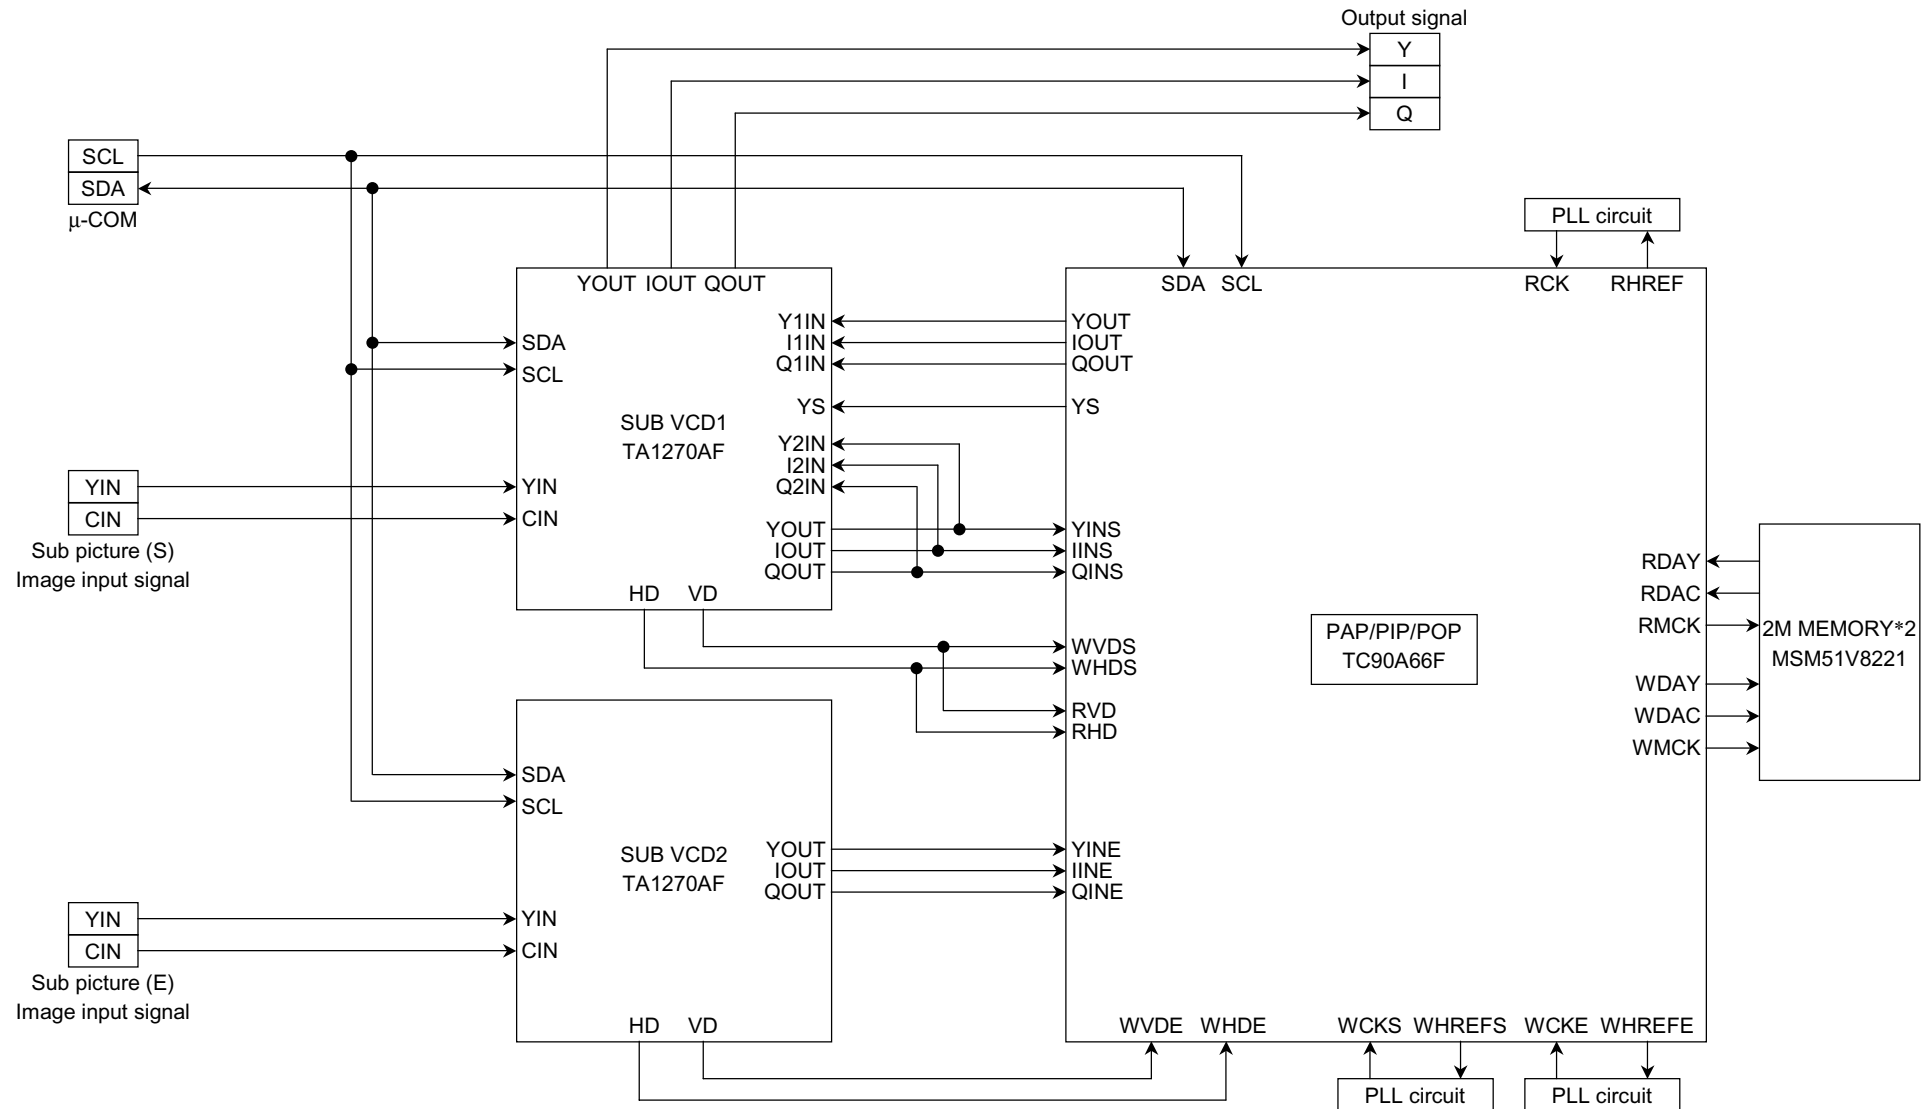 Output signal
Y
I
Q
SCL
SDA
μ-COM
PLL circuit
YOUT IOUT QOUT
SDA SCL
RCK RHREF
Y1IN
I1IN
Q1IN
YOUT
IOUT
QOUT
SDA
SCL
YS
YS
SUB VCD1
TA1270AF
Y2IN
I2IN
Q2IN
YIN
CIN
YIN
CIN
Sub picture (S)
Image input signal
YOUT
IOUT
QOUT
YINS
IINS
QINS
HD VD
WVDS
WHDS
RVD
RHD
PAP/PIP/POP
TC90A66F
RDAY
RDAC
RMCK
WDAY
WDAC
WMCK
2M MEMORY*2
MSM51V8221
SDA
SCL
SUB VCD2
TA1270AF
YOUT
IOUT
QOUT
YINE
IINE
QINE
YIN
CIN
YIN
CIN
Sub picture (E)
Image input signal
HD VD
WVDE WHDE
WCKS WHREFS
WCKE WHREFE
PLL circuit
PLL circuit